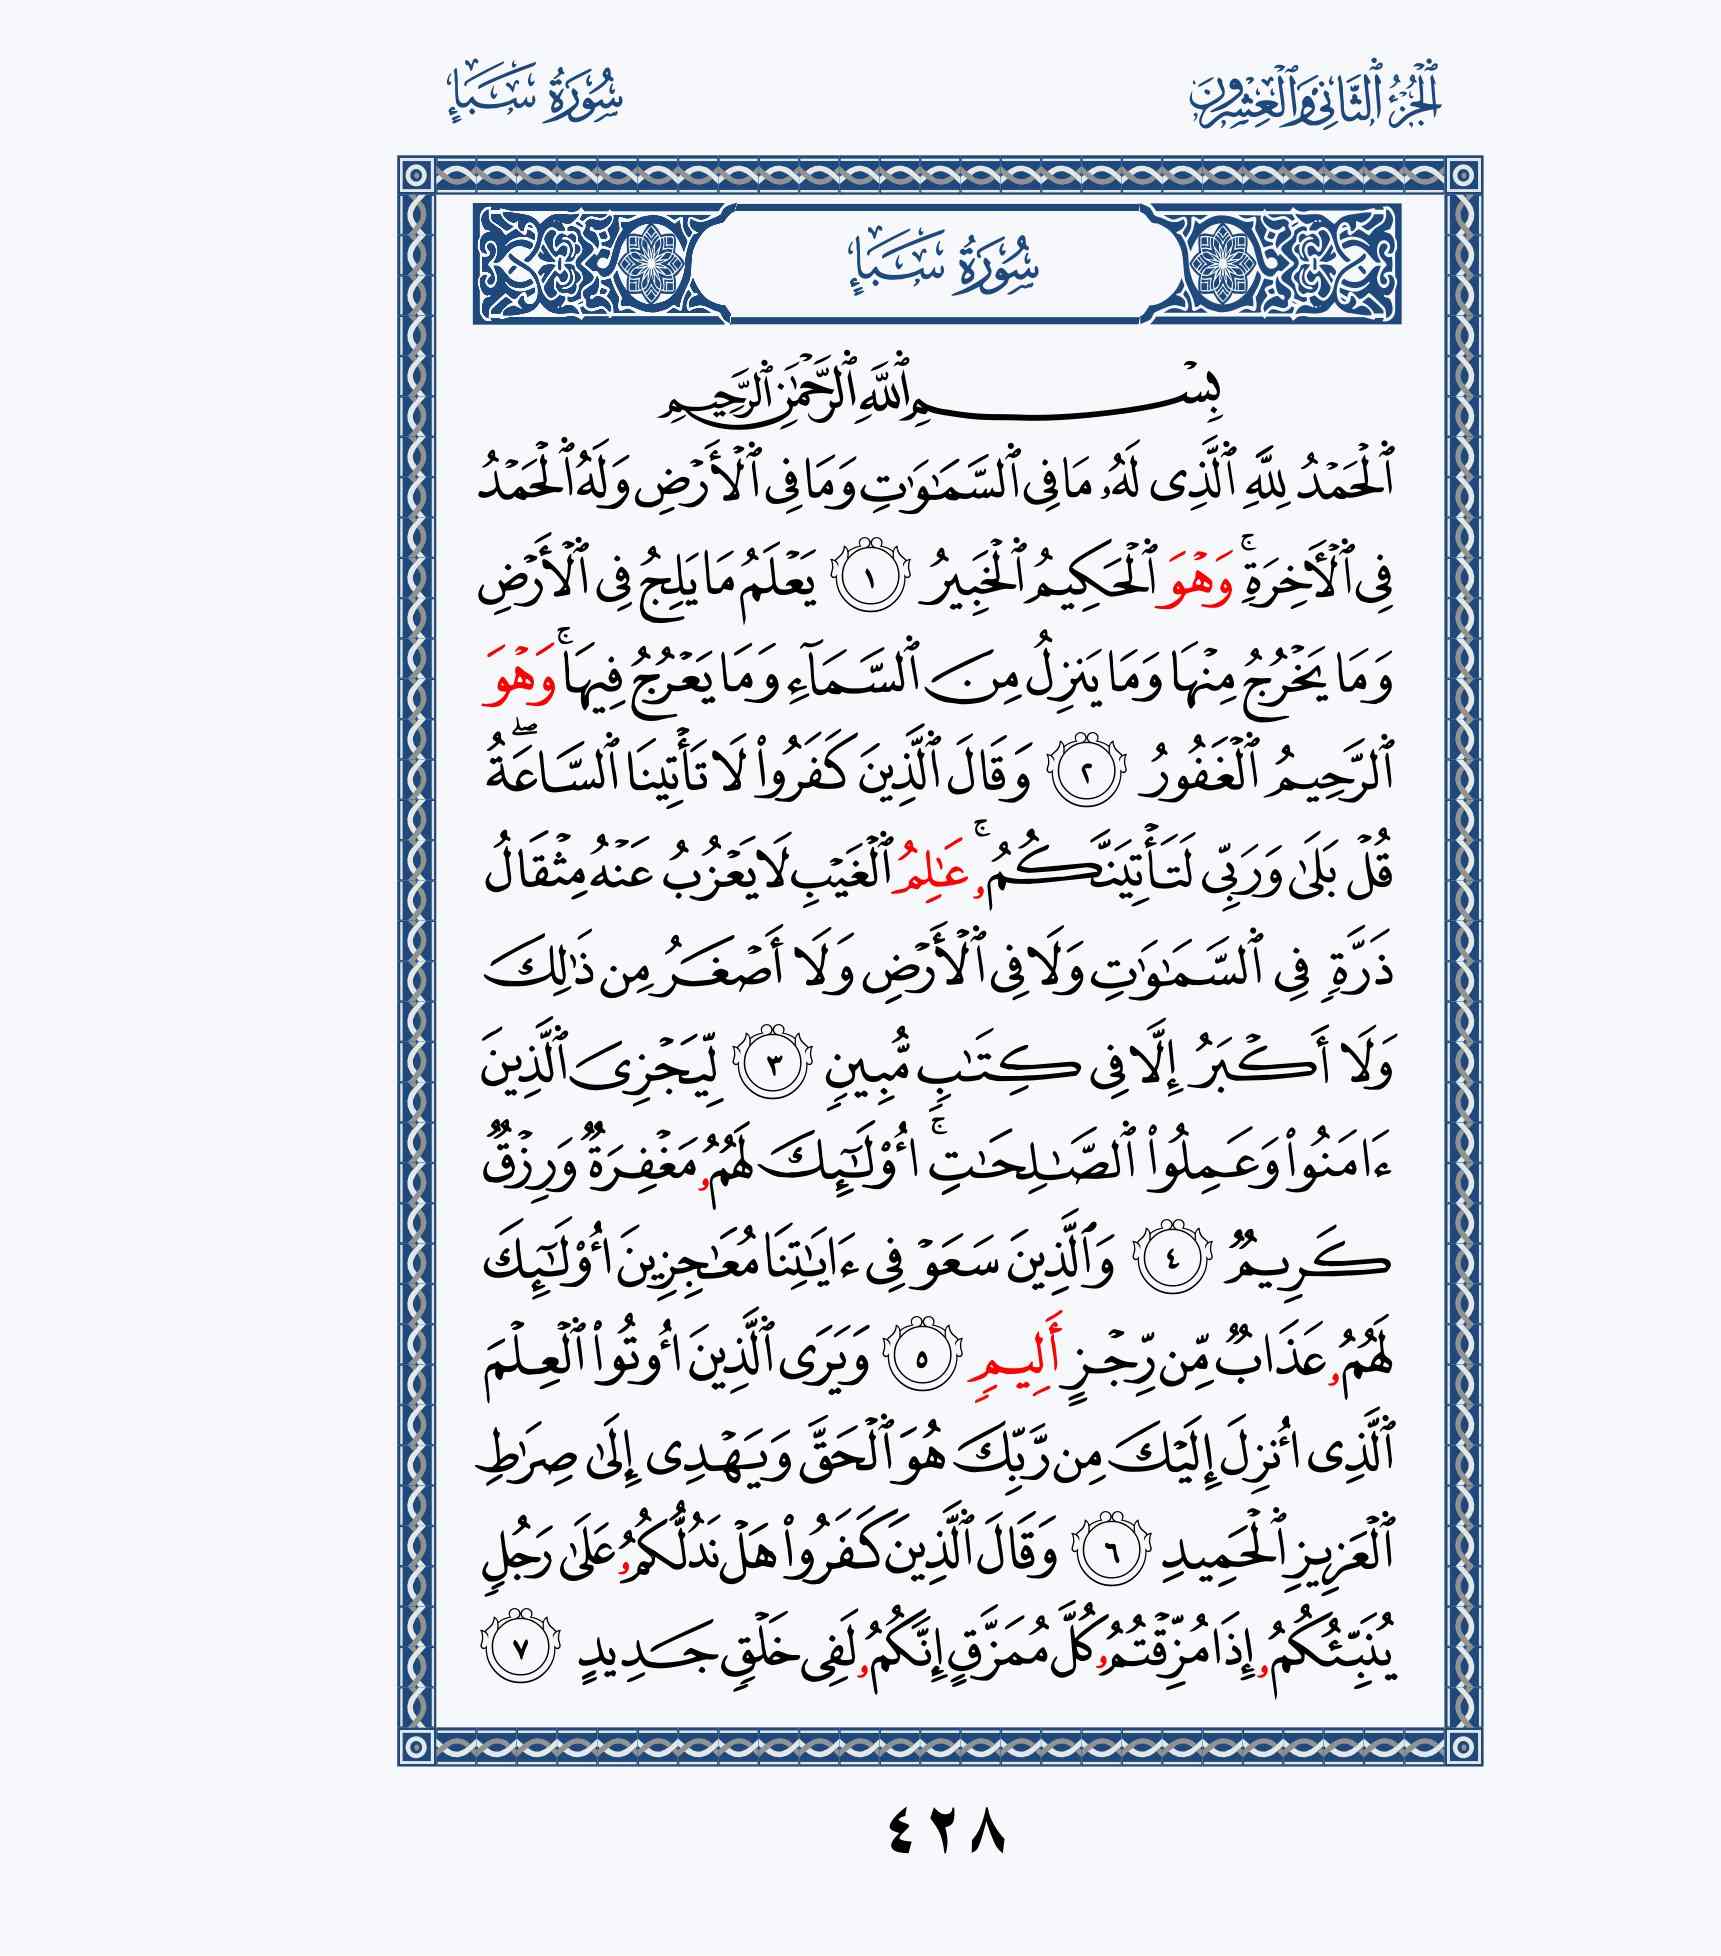 ٱلْجُزْءُ ٱلثَّانِي وَٱلْعِشْرُونَ
سُورَةُ سَبَإٍ
سُورَةُ سَبَإٍ
بِسْمِ ٱللَّهِ ٱلرَّحْمَٰنِ ٱلرَّحِيمِ
ٱلْحَمْدُ لِلَّهِ ٱلَّذِى لَهُۥ مَا فِى ٱلسَّمَٰوَٰتِ وَمَا فِى ٱلْأَرْضِ وَلَهُ ٱلْحَمْدُ
فِى ٱلْأَخِرَةِۚ وَهْوَ ٱلْحَكِيمُ ٱلْخَبِيرُ ١ يَعْلَمُ مَا يَلِجُ فِى ٱلْأَرْضِ
وَمَا يَخْرُجُ مِنْهَا وَمَا يَنزِلُ مِنَ ٱلسَّمَآءِ وَمَا يَعْرُجُ فِيهَاۚ وَهْوَ
ٱلرَّحِيمُ ٱلْغَفُورُ ٢ وَقَالَ ٱلَّذِينَ كَفَرُوا۟ لَا تَأْتِينَا ٱلسَّاعَةُۖ
قُلْ بَلَىٰ وَرَبِّى لَتَأْتِيَنَّكُمُۥۚ عَٰلِمُ ٱلْغَيْبِ لَا يَعْزُبُ عَنْهُ مِثْقَالُ
ذَرَّةٍ فِى ٱلسَّمَٰوَٰتِ وَلَا فِى ٱلْأَرْضِ وَلَا أَصْغَرُ مِن ذَٰلِكَ
وَلَا أَكْبَرُ إِلَّا فِى كِتَٰبٍ مُّبِينٍ ٣ لِّيَجْزِىَ ٱلَّذِينَ
ءَامَنُوا۟ وَعَمِلُوا۟ ٱلصَّٰلِحَٰتِۚ أُو۟لَٰٓئِكَ لَهُمُۥ مَغْفِرَةٌ وَرِزْقٌ
كَرِيمٌ ٤ وَٱلَّذِينَ سَعَوْ فِى ءَايَٰتِنَا مُعَٰجِزِينَ أُو۟لَٰٓئِكَ
لَهُمُۥ عَذَابٌ مِّن رِّجْزٍ أَلِيمٍ ٥ وَيَرَى ٱلَّذِينَ أُوتُوا۟ ٱلْعِلْمَ
ٱلَّذِى أُنزِلَ إِلَيْكَ مِن رَّبِّكَ هُوَ ٱلْحَقَّ وَيَهْدِى إِلَىٰ صِرَٰطِ
ٱلْعَزِيزِ ٱلْحَمِيدِ ٦ وَقَالَ ٱلَّذِينَ كَفَرُوا۟ هَلْ نَدُلُّكُمُۥ عَلَىٰ رَجُلٍ
يُنَبِّئُكُمُۥ إِذَا مُزِّقْتُمُۥ كُلَّ مُمَزَّقٍ إِنَّكُمُۥ لَفِى خَلْقٍ جَدِيدٍ ٧
٤٢٨